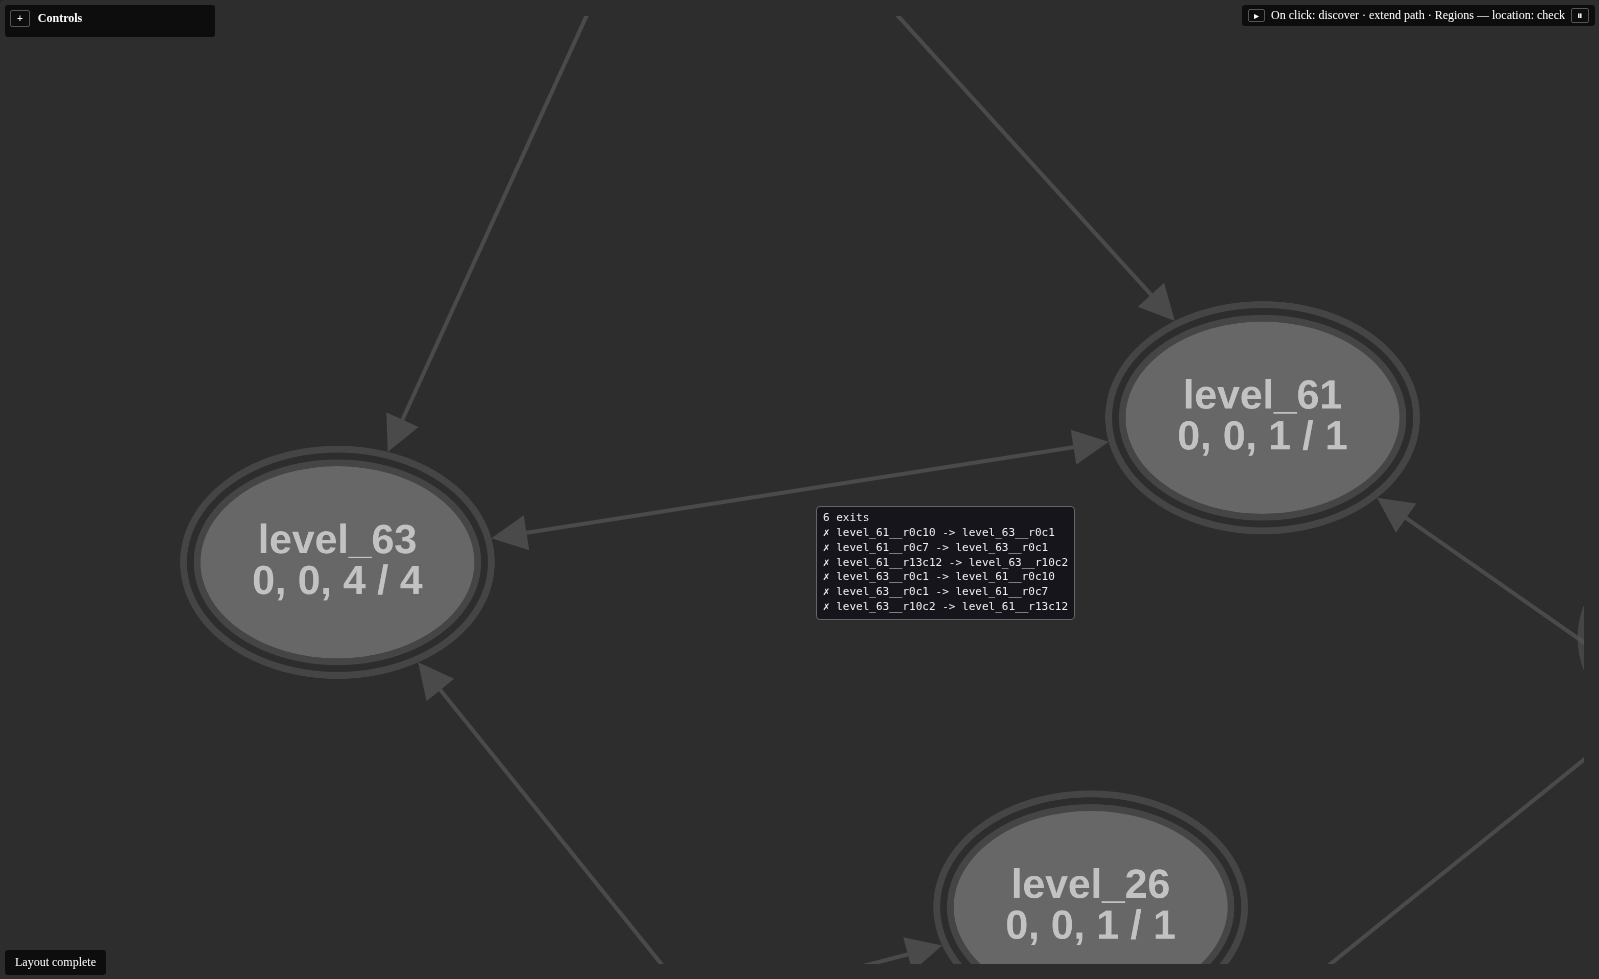 + Controls
▶ On click: discover · extend path · Regions — location: check ⏸
level_61
0, 0, 1 / 1
level_63
0, 0, 4 / 4
6 exits
✗ level_61__r0c10 -> level_63__r0c1
✗ level_61__r0c7 -> level_63__r0c1
✗ level_61__r13c12 -> level_63__r10c2
✗ level_63__r0c1 -> level_61__r0c10
✗ level_63__r0c1 -> level_61__r0c7
✗ level_63__r10c2 -> level_61__r13c12
level_26
0, 0, 1 / 1
Layout complete